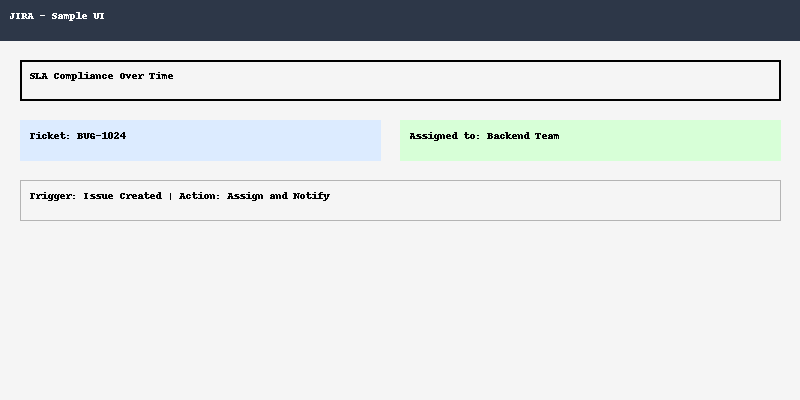 JIRA - Sample UI
SLA Compliance Over Time
Ticket: BUG-1024
Assigned to: Backend Team
Trigger: Issue Created | Action: Assign and Notify